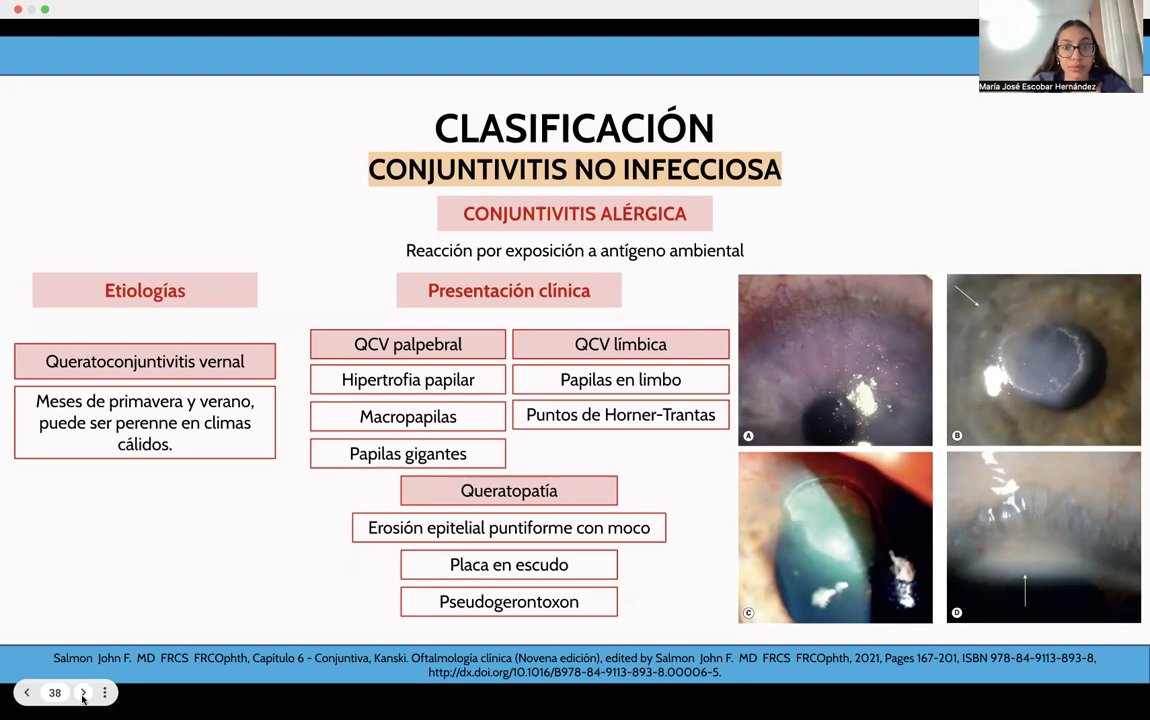 María José Escobar Hernández
CLASIFICACIÓN
CONJUNTIVITIS NO INFECCIOSA
CONJUNTIVITIS ALÉRGICA
Reacción por exposición a antígeno ambiental
Etiologías
Queratoconjuntivitis vernal
Meses de primavera y verano,
puede ser perenne en climas
cálidos.
Presentación clínica
QCV palpebral
Hipertrofia papilar
Macropapilas
Papilas gigantes
QCV límbica
Papilas en limbo
Puntos de Horner-Trantas
Queratopatía
Erosión epitelial puntiforme con moco
Placa en escudo
Pseudogerontoxon
A
B
C
D
Salmon John F. MD FRCS FRCOphth, Capítulo 6 - Conjuntiva, Kanski. Oftalmología clínica (Novena edición), edited by Salmon John F. MD FRCS FRCOphth, 2021, Pages 167-201, ISBN 978-84-9113-893-8,
http://dx.doi.org/10.1016/B978-84-9113-893-8.00006-5.
38